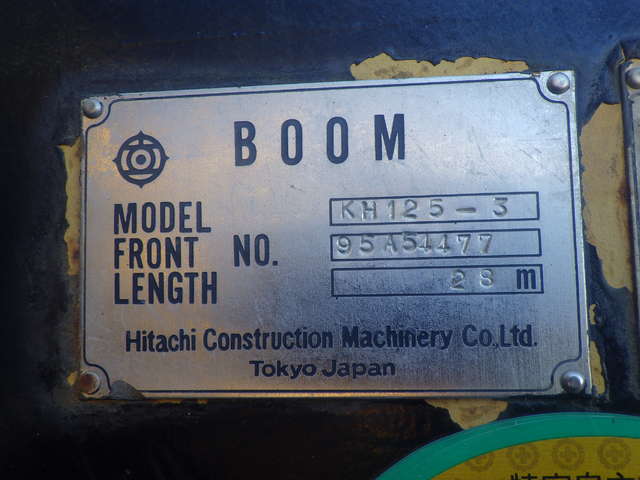 BOOM
MODEL KH125-3
FRONT NO. 95A54477
LENGTH 28 m
Hitachi Construction Machinery Co.Ltd.
Tokyo Japan